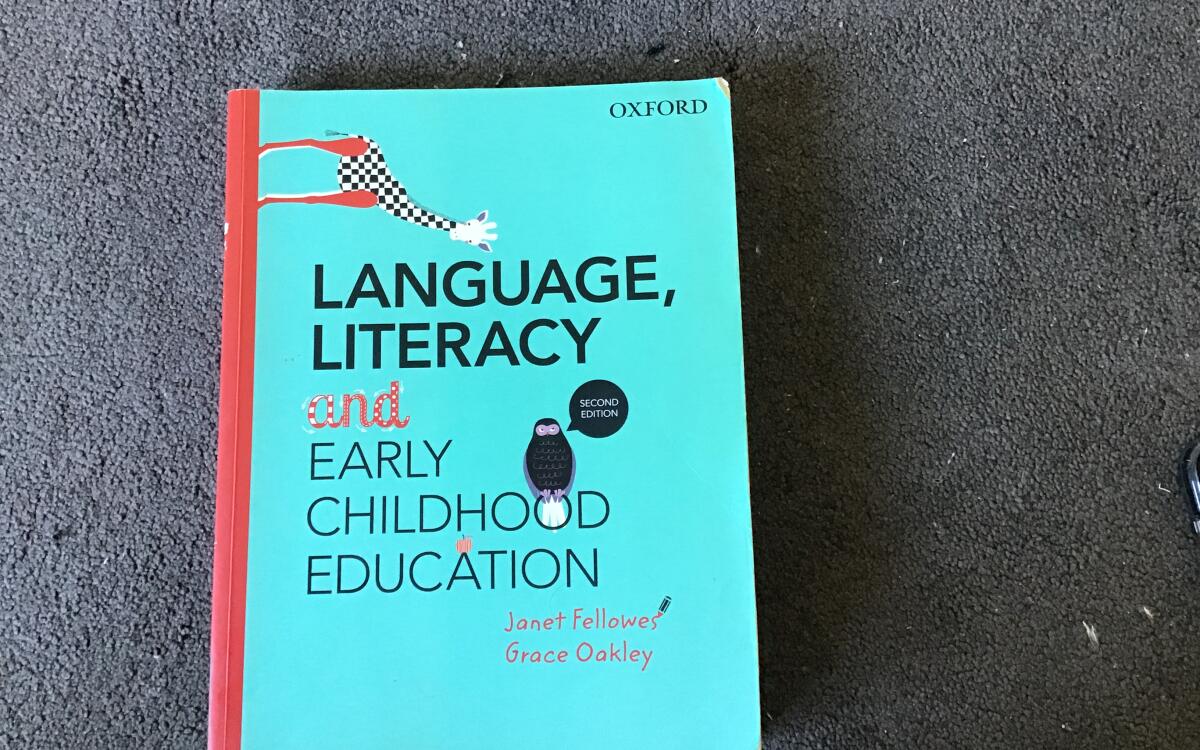 OXFORD
LANGUAGE,
LITERACY
and
SECOND
EDITION
EARLY
CHILDHOOD
EDUCATION
Janet Fellowes
Grace Oakley